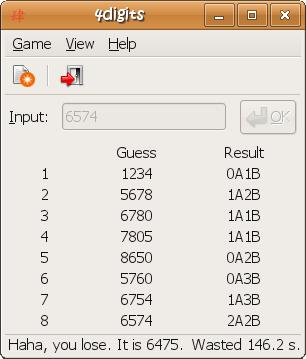 4digits
Game View Help
Input: 6574 OK
Guess Result
1 1234 0A1B
2 5678 1A2B
3 6780 1A1B
4 7805 1A1B
5 8650 0A2B
6 5760 0A3B
7 6754 1A3B
8 6574 2A2B
Haha, you lose. It is 6475. Wasted 146.2 s.